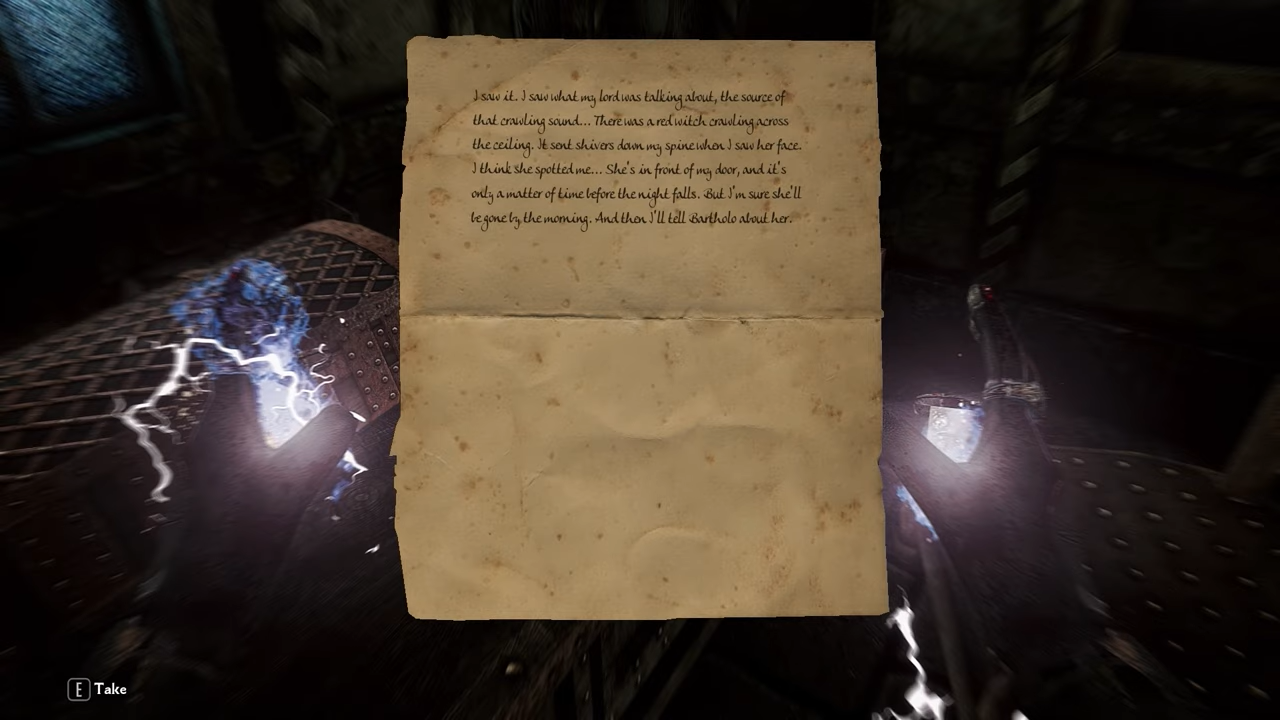 I saw it. I saw what my lord was talking about, the source of
that crawling sound... There was a red witch crawling across
the ceiling. It sent shivers down my spine when I saw her face.
I think she spotted me... She's in front of my door, and it's
only a matter of time before the night falls. But I'm sure she'll
be gone by the morning. And then I'll tell Bartholo about her.
E Take